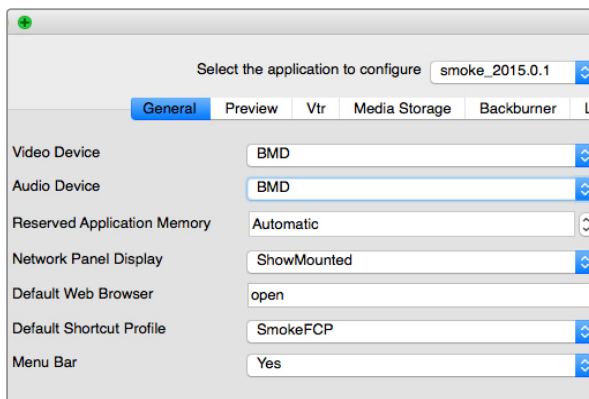 Select the application to configure smoke_2015.0.1
General Preview Vtr Media Storage Backburner L
Video Device BMD
Audio Device BMD
Reserved Application Memory Automatic
Network Panel Display ShowMounted
Default Web Browser open
Default Shortcut Profile SmokeFCP
Menu Bar Yes